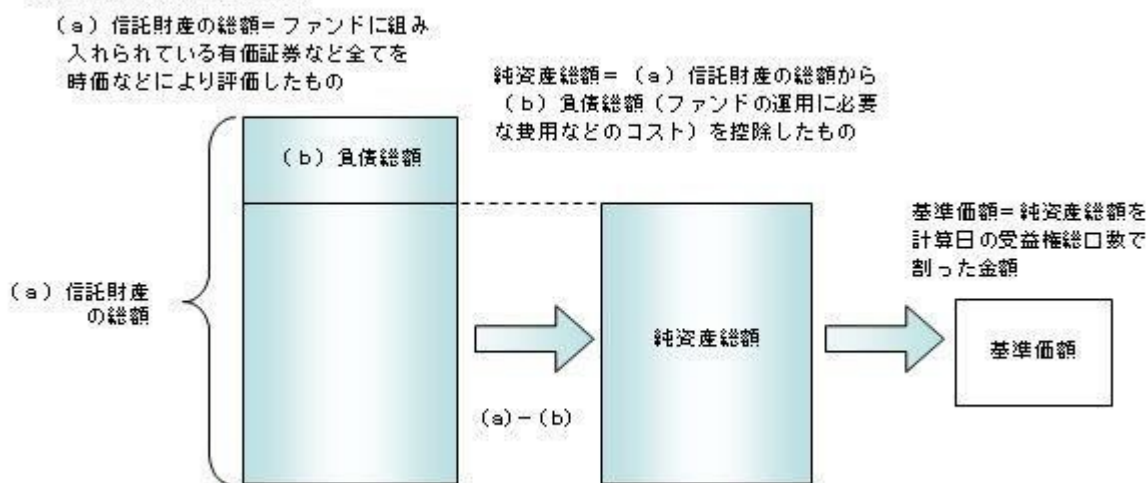 (a)信託財産の総額=ファンドに組み
入れられている有価証券など全てを
時価などにより評価したもの
純資産総額=(a)信託財産の総額から
(b)負債総額(ファンドの運用に必要
な費用などのコスト)を控除したもの
(b)負債総額
基準価額=純資産総額を
計算日の受益権総口数で
割った金額
(a)信託財産
の総額
純資産総額
基準価額
(a)-(b)